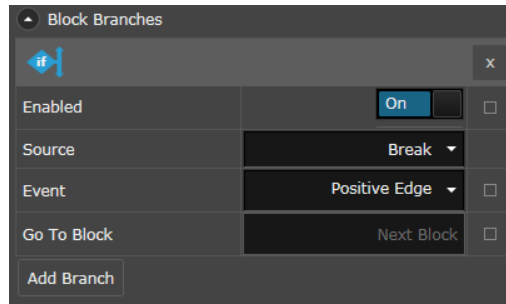 Block Branches
if
x
Enabled On
Source Break
Event Positive Edge
Go To Block Next Block
Add Branch